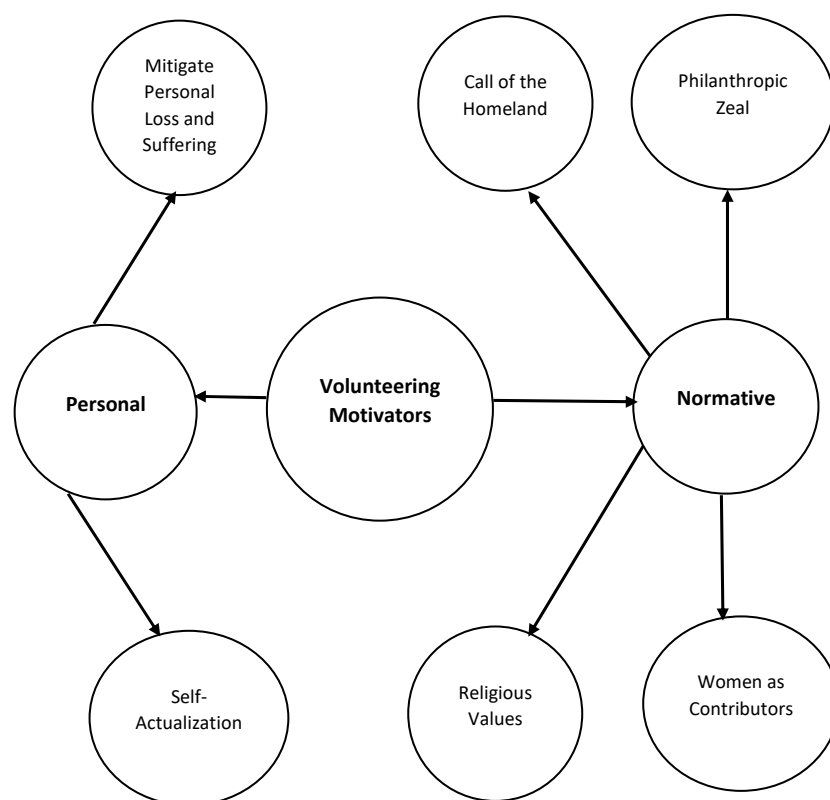 Mitigate
Personal
Loss and
Suffering
Call of the
Homeland
Philanthropic
Zeal
Personal
Volunteering
Motivators
Normative
Self-
Actualization
Religious
Values
Women as
Contributors